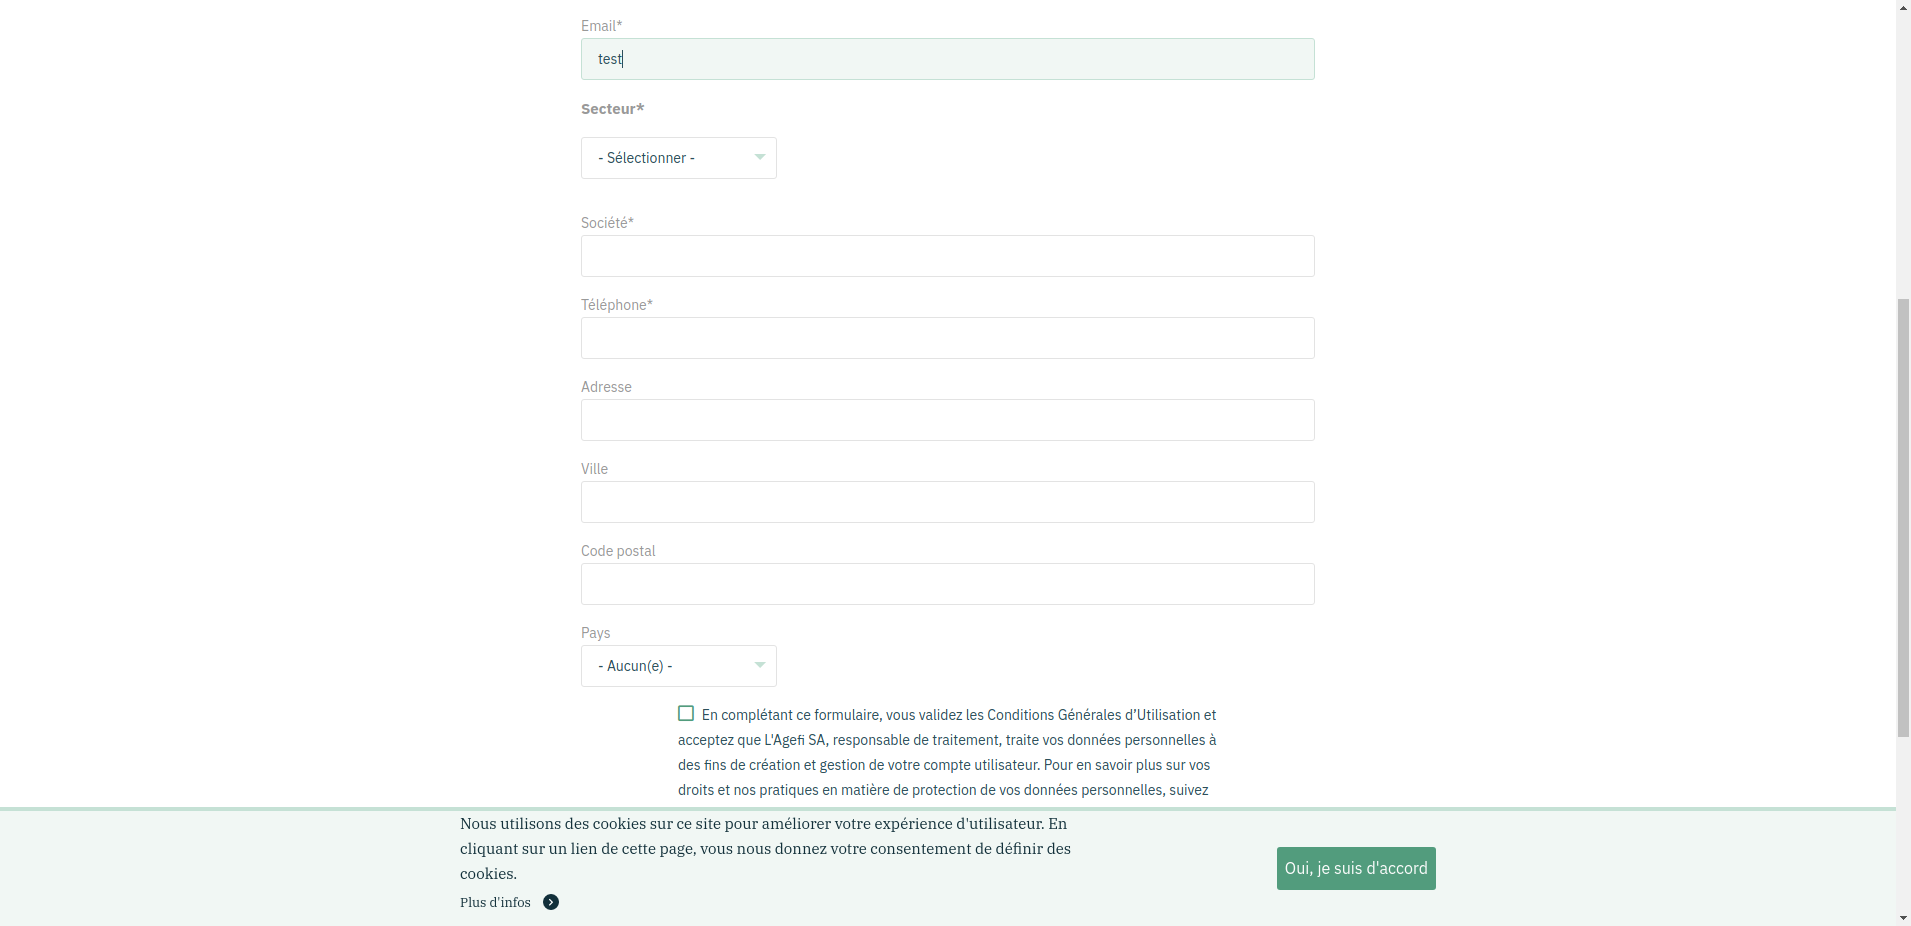 Email*
test
Secteur*
- Sélectionner -
Société*
Téléphone*
Adresse
Ville
Code postal
Pays
- Aucun(e) -
En complétant ce formulaire, vous validez les Conditions Générales d’Utilisation et
acceptez que L'Agefi SA, responsable de traitement, traite vos données personnelles à
des fins de création et gestion de votre compte utilisateur. Pour en savoir plus sur vos
droits et nos pratiques en matière de protection de vos données personnelles, suivez
Nous utilisons des cookies sur ce site pour améliorer votre expérience d'utilisateur. En
cliquant sur un lien de cette page, vous nous donnez votre consentement de définir des
cookies.
Plus d'infos
Oui, je suis d'accord